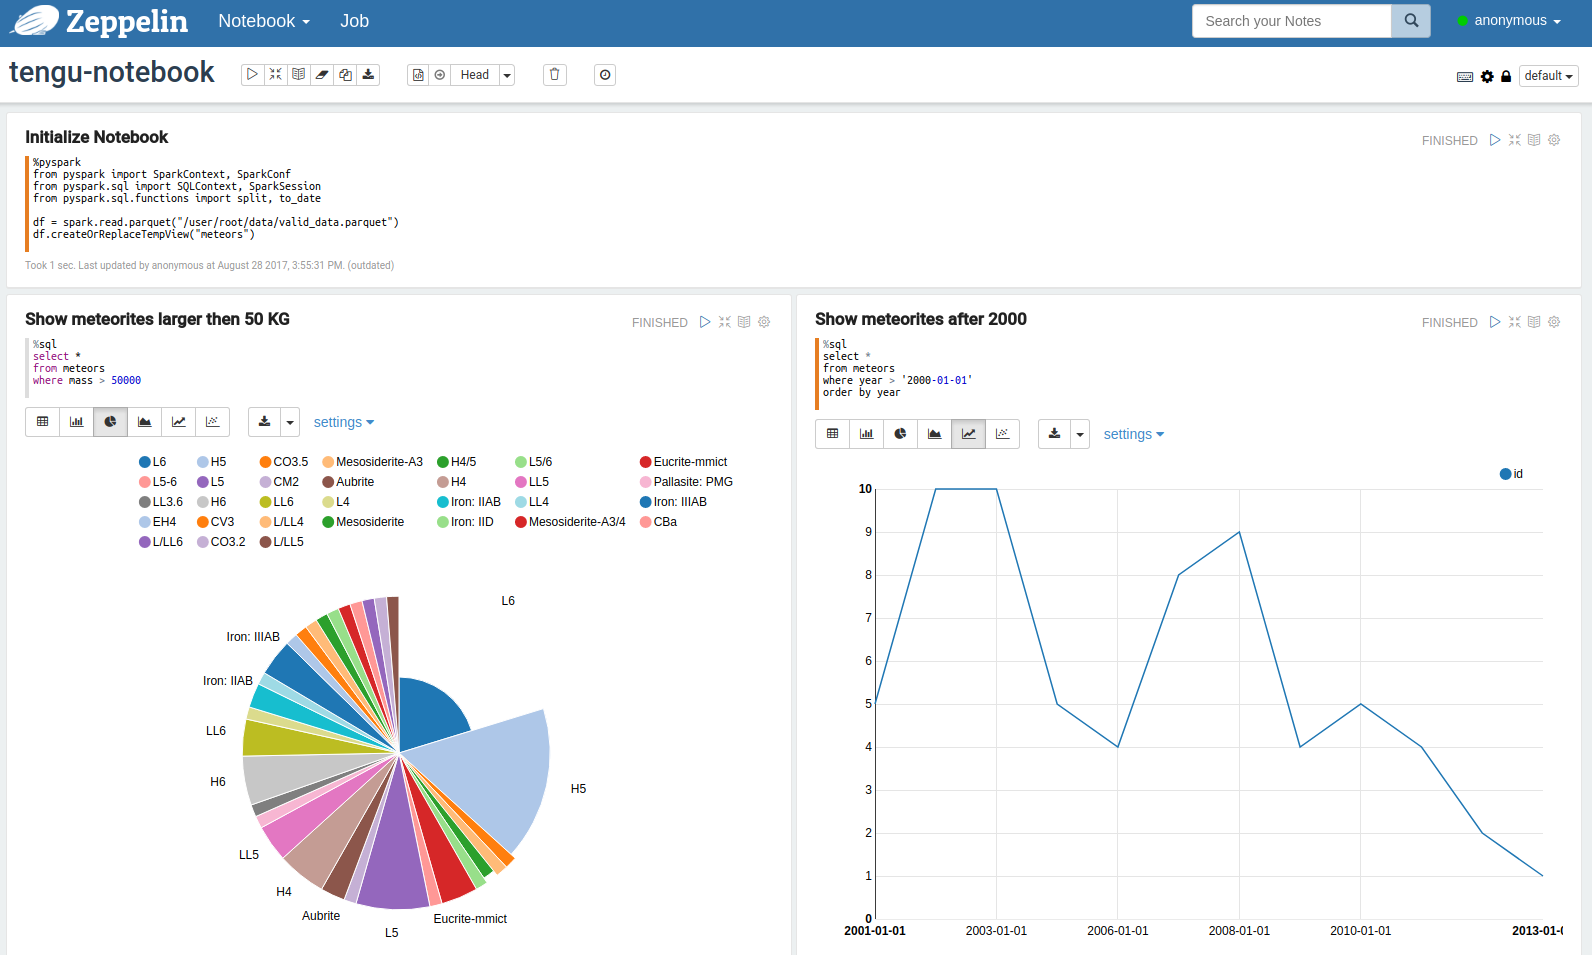 Zeppelin Notebook Job Search your Notes anonymous
tengu-notebook Head default
Initialize Notebook FINISHED
%pyspark
from pyspark import SparkContext, SparkConf
from pyspark.sql import SQLContext, SparkSession
from pyspark.sql.functions import split, to_date
df = spark.read.parquet("/user/root/data/valid_data.parquet")
df.createOrReplaceTempView("meteors")
Took 1 sec. Last updated by anonymous at August 28 2017, 3:55:31 PM. (outdated)
Show meteorites larger then 50 KG FINISHED
%sql
select *
from meteors
where mass > 50000
settings
L6 H5 CO3.5 Mesosiderite-A3 H4/5 L5/6 Eucrite-mmict
L5-6 L5 CM2 Aubrite H4 LL5 Pallasite: PMG
LL3.6 H6 LL6 L4 Iron: IIAB LL4 Iron: IIIAB
EH4 CV3 L/LL4 Mesosiderite Iron: IID Mesosiderite-A3/4 CBa
L/LL6 CO3.2 L/LL5
L6
Iron: IIIAB
Iron: IIAB
LL6
H6
H5
LL5
H4
Aubrite
Eucrite-mmict
L5
Show meteorites after 2000 FINISHED
%sql
select *
from meteors
where year > '2000-01-01'
order by year
settings
id
10
9
8
7
6
5
4
3
2
1
0
2001-01-01 2003-01-01 2006-01-01 2008-01-01 2010-01-01 2013-01-